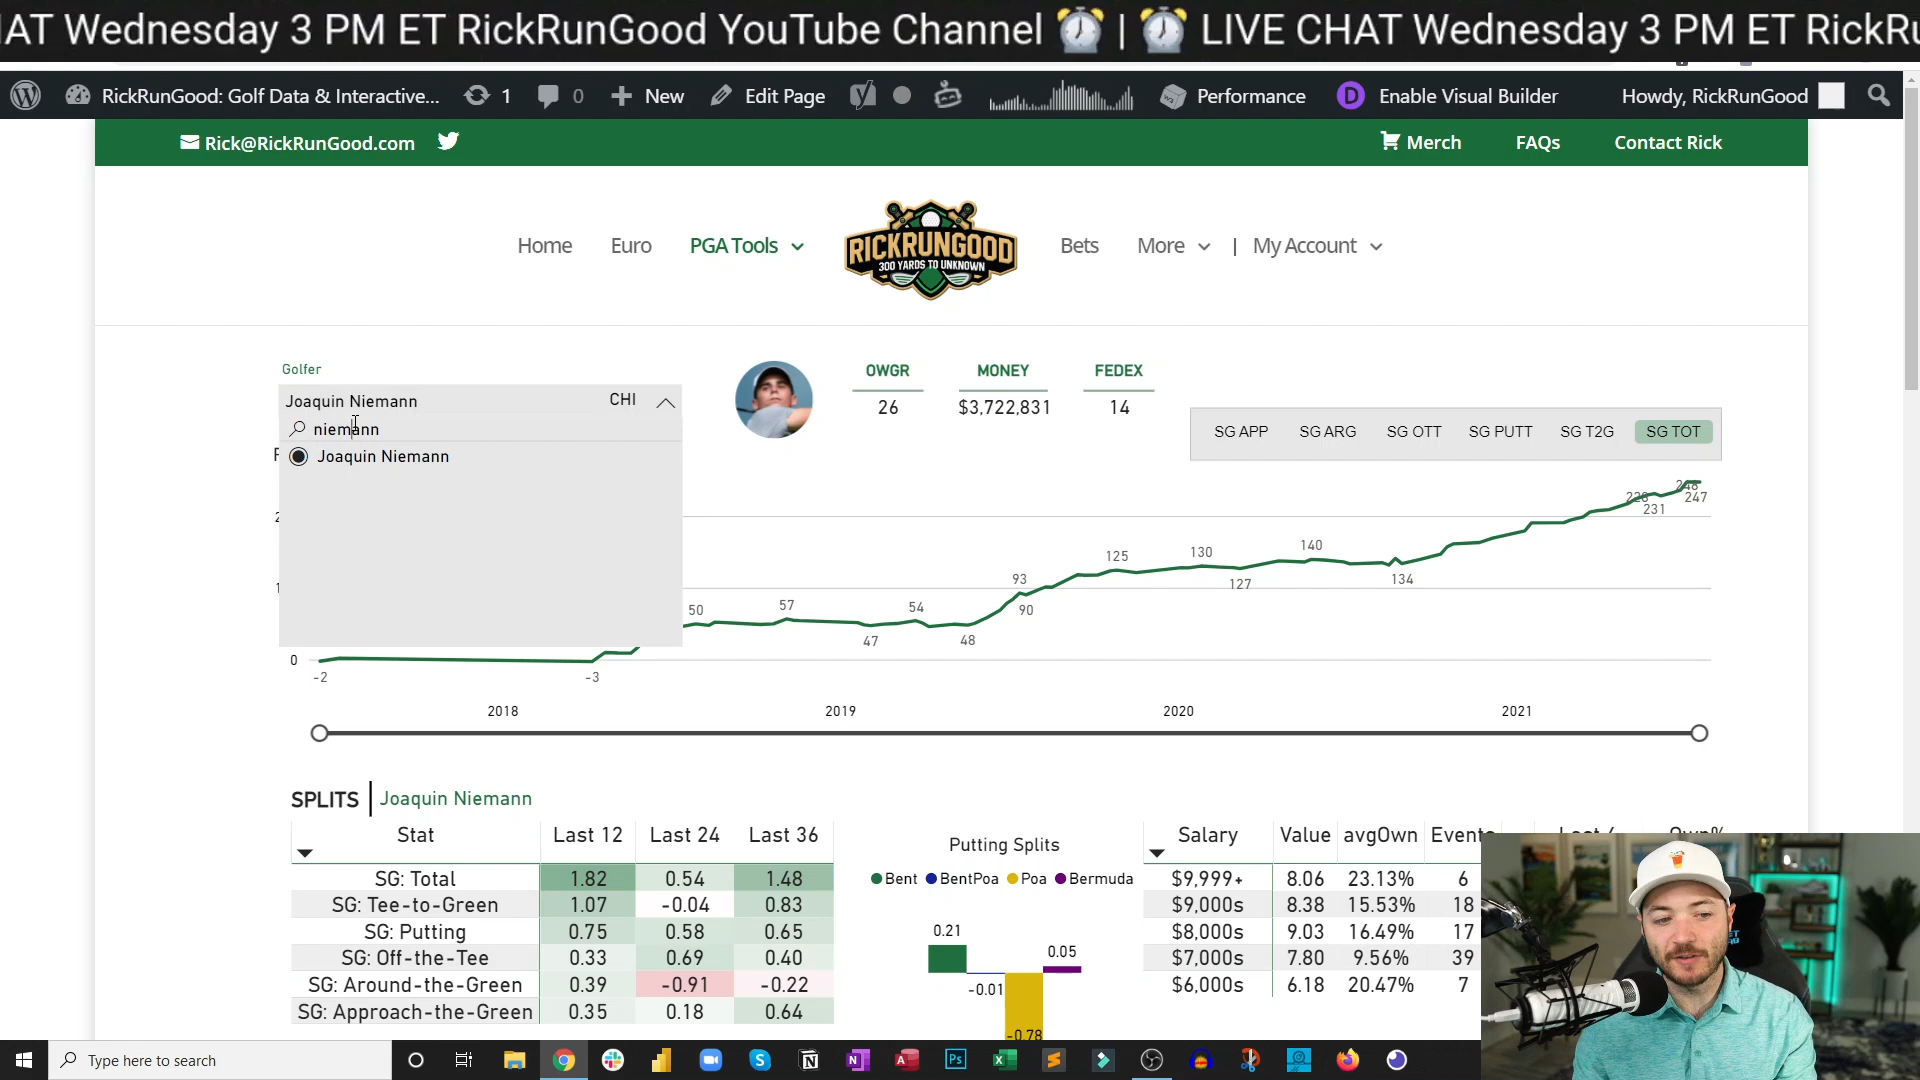 AT Wednesday 3 PM ET RickRunGood YouTube Channel ⏰ | ⏰ LIVE CHAT Wednesday 3 PM ET RickRu
RickRunGood: Golf Data & Interactive... 1 0 New Edit Page Performance Enable Visual Builder Howdy, RickRunGood
Rick@RickRunGood.com Merch FAQs Contact Rick
Home Euro PGA Tools RICKRUNGOOD Bets More | My Account
300 YARDS TO UNKNOWN
Golfer
OWGR MONEY FEDEX
Joaquin Niemann CHI
26 $3,722,831 14
niemann
SG APP SG ARG SG OTT SG PUTT SG T2G SG TOT
Joaquin Niemann
248
228 247
231
140
130
125
93 134
127
50 57 54 90
47 48
0
-2 -3
2018 2019 2020 2021
SPLITS | Joaquin Niemann
Stat Last 12 Last 24 Last 36
SG: Total 1.82 0.54 1.48
SG: Tee-to-Green 1.07 -0.04 0.83
SG: Putting 0.75 0.58 0.65
SG: Off-the-Tee 0.33 0.69 0.40
SG: Around-the-Green 0.39 -0.91 -0.22
SG: Approach-the-Green 0.35 0.18 0.64
Putting Splits
Bent BentPoa Poa Bermuda
0.21 -0.01 -0.78 0.05
Salary Value avgOwn Events
$9,999+ 8.06 23.13% 6
$9,000s 8.38 15.53% 18
$8,000s 9.03 16.49% 17
$7,000s 7.80 9.56% 39
$6,000s 6.18 20.47% 7
Type here to search